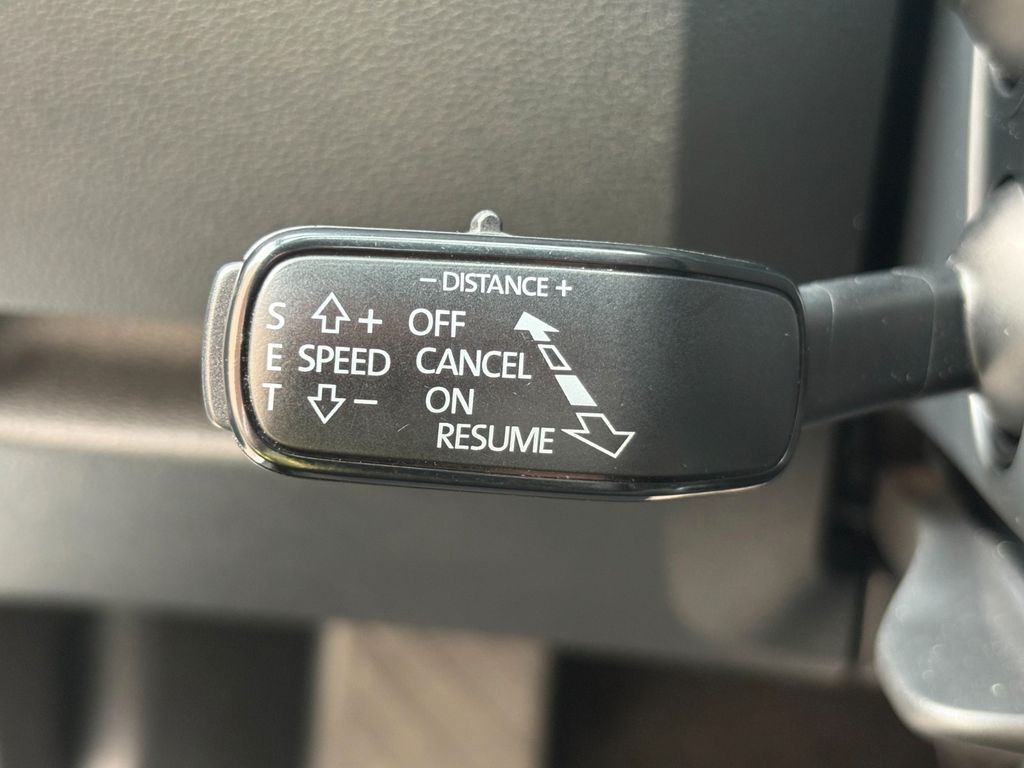 - DISTANCE +
S + OFF
E SPEED CANCEL
T - ON
RESUME